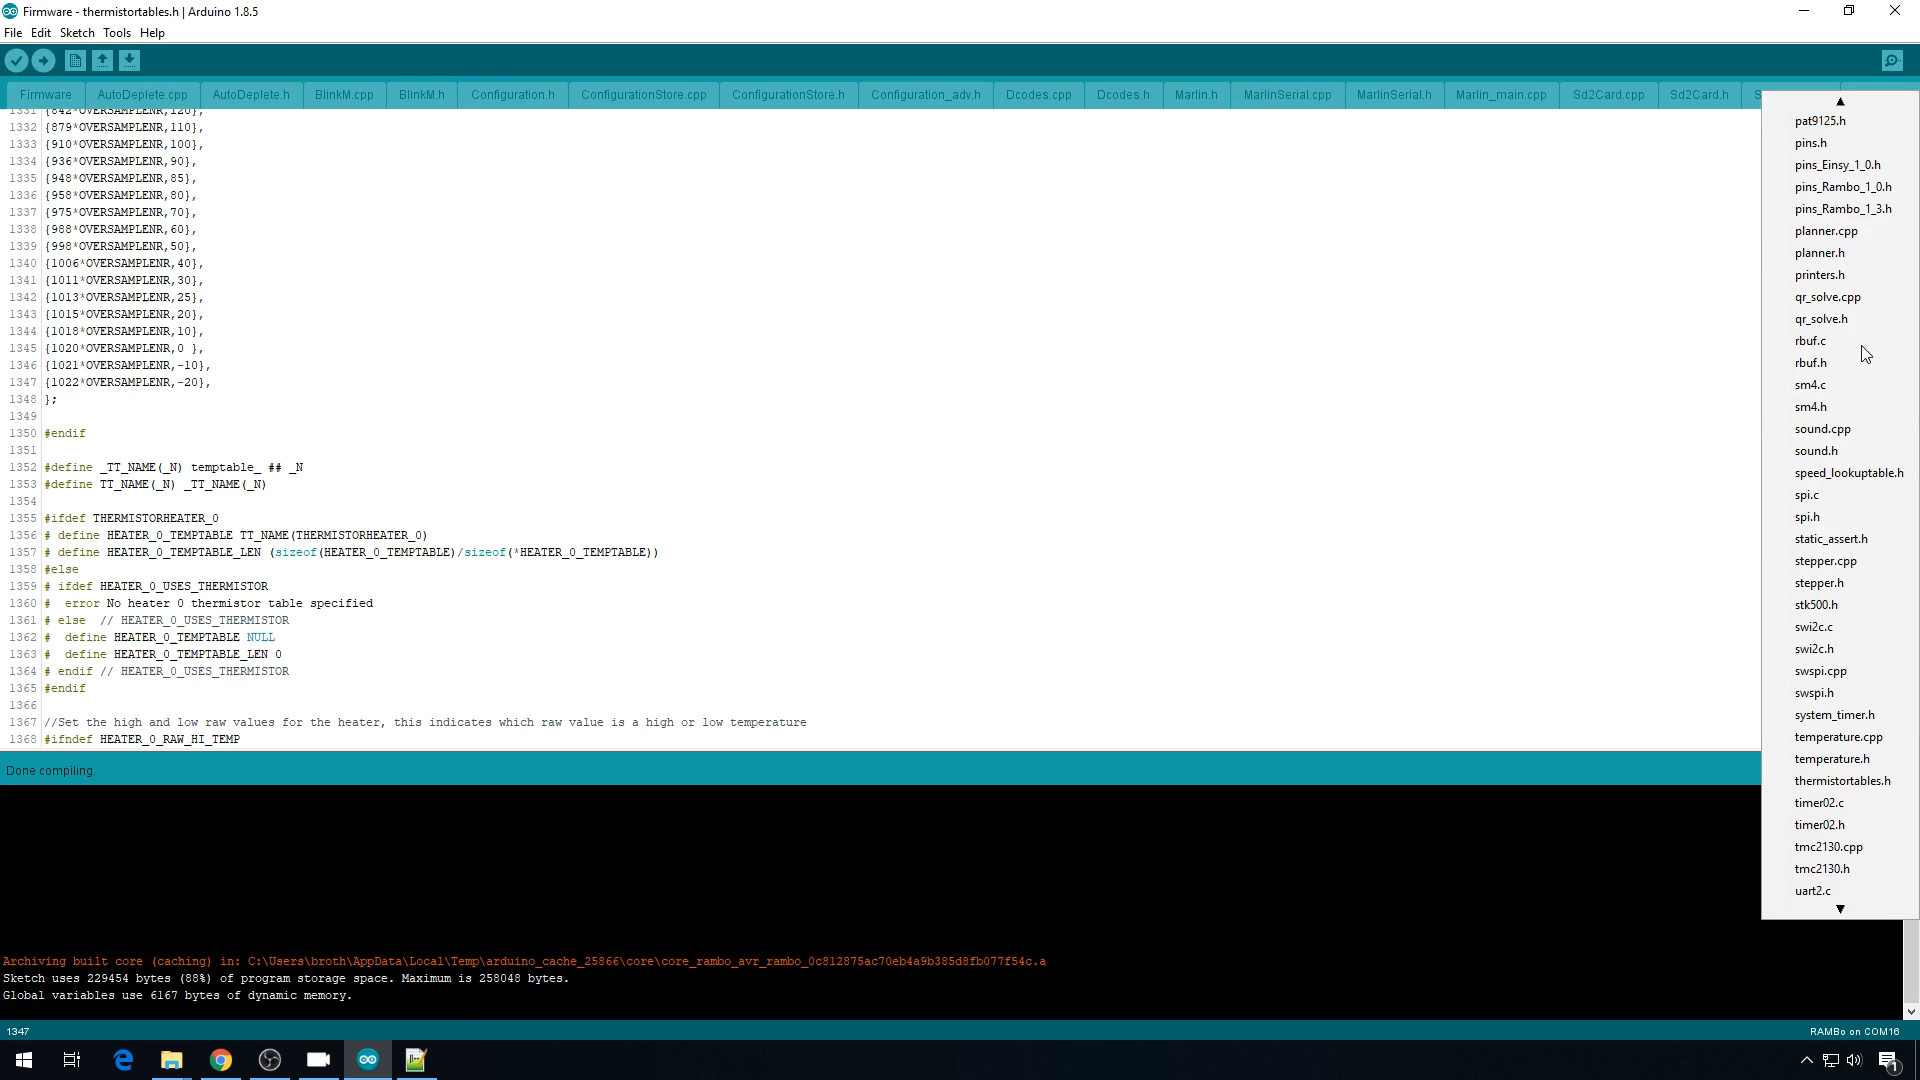 Firmware - thermistortables.h | Arduino 1.8.5
File Edit Sketch Tools Help
Firmware AutoDeplete.cpp AutoDeplete.h BlinkM.cpp BlinkM.h Configuration.h ConfigurationStore.cpp ConfigurationStore.h Configuration_adv.h Dcodes.cpp Dcodes.h Marlin.h MarlinSerial.cpp MarlinSerial.h Marlin_main.cpp Sd2Card.cpp Sd2Card.h S
1331 {842*OVERSAMPLENR,120},
1332 {879*OVERSAMPLENR,110},
1333 {910*OVERSAMPLENR,100},
1334 {936*OVERSAMPLENR,90},
1335 {948*OVERSAMPLENR,85},
1336 {958*OVERSAMPLENR,80},
1337 {975*OVERSAMPLENR,70},
1338 {988*OVERSAMPLENR,60},
1339 {998*OVERSAMPLENR,50},
1340 {1006*OVERSAMPLENR,40},
1341 {1011*OVERSAMPLENR,30},
1342 {1013*OVERSAMPLENR,25},
1343 {1015*OVERSAMPLENR,20},
1344 {1018*OVERSAMPLENR,10},
1345 {1020*OVERSAMPLENR,0 },
1346 {1021*OVERSAMPLENR,-10},
1347 {1022*OVERSAMPLENR,-20},
1348 };
1349
1350 #endif
1351
1352 #define _TT_NAME(_N) temptable_ ## _N
1353 #define TT_NAME(_N) _TT_NAME(_N)
1354
1355 #ifdef THERMISTORHEATER_0
1356 # define HEATER_0_TEMPTABLE TT_NAME(THERMISTORHEATER_0)
1357 # define HEATER_0_TEMPTABLE_LEN (sizeof(HEATER_0_TEMPTABLE)/sizeof(*HEATER_0_TEMPTABLE))
1358 #else
1359 # ifdef HEATER_0_USES_THERMISTOR
1360 #  error No heater 0 thermistor table specified
1361 # else  // HEATER_0_USES_THERMISTOR
1362 #  define HEATER_0_TEMPTABLE NULL
1363 #  define HEATER_0_TEMPTABLE_LEN 0
1364 # endif // HEATER_0_USES_THERMISTOR
1365 #endif
1366
1367 //Set the high and low raw values for the heater, this indicates which raw value is a high or low temperature
1368 #ifndef HEATER_0_RAW_HI_TEMP
pat9125.h
pins.h
pins_Einsy_1_0.h
pins_Rambo_1_0.h
pins_Rambo_1_3.h
planner.cpp
planner.h
printers.h
qr_solve.cpp
qr_solve.h
rbuf.c
rbuf.h
sm4.c
sm4.h
sound.cpp
sound.h
speed_lookuptable.h
spi.c
spi.h
static_assert.h
stepper.cpp
stepper.h
stk500.h
swi2c.c
swi2c.h
swspi.cpp
swspi.h
system_timer.h
temperature.cpp
temperature.h
thermistortables.h
timer02.c
timer02.h
tmc2130.cpp
tmc2130.h
uart2.c
Done compiling.
Archiving built core (caching) in: C:\Users\broth\AppData\Local\Temp\arduino_cache_25866\core\core_rambo_avr_rambo_0c812875ac70eb4a9b385d8fb077f54c.a
Sketch uses 229454 bytes (88%) of program storage space. Maximum is 258048 bytes.
Global variables use 6167 bytes of dynamic memory.
1347
RAMBo on COM16
1